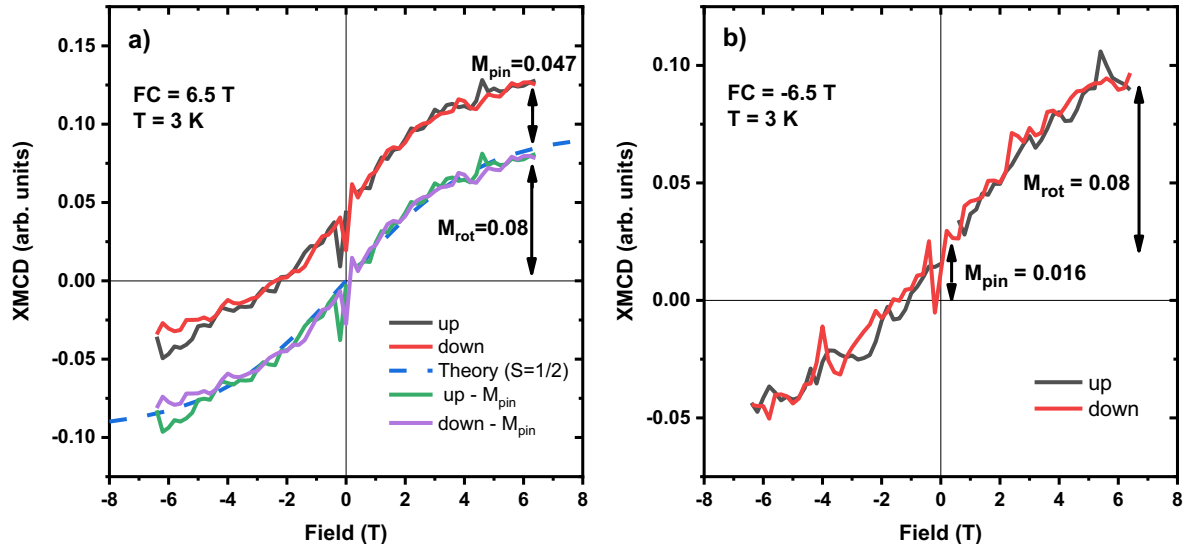 a)
M_pin=0.047
FC = 6.5 T
T = 3 K
M_rot=0.08
up
down
Theory (S=1/2)
up - M_pin
down - M_pin
0.15
0.10
0.05
0.00
-0.05
-0.10
-8 -6 -4 -2 0 2 4 6 8
XMCD (arb. units)
Field (T)
b)
FC = -6.5 T
T = 3 K
M_rot = 0.08
M_pin = 0.016
up
down
0.10
0.05
0.00
-0.05
-8 -6 -4 -2 0 2 4 6 8
XMCD (arb. units)
Field (T)